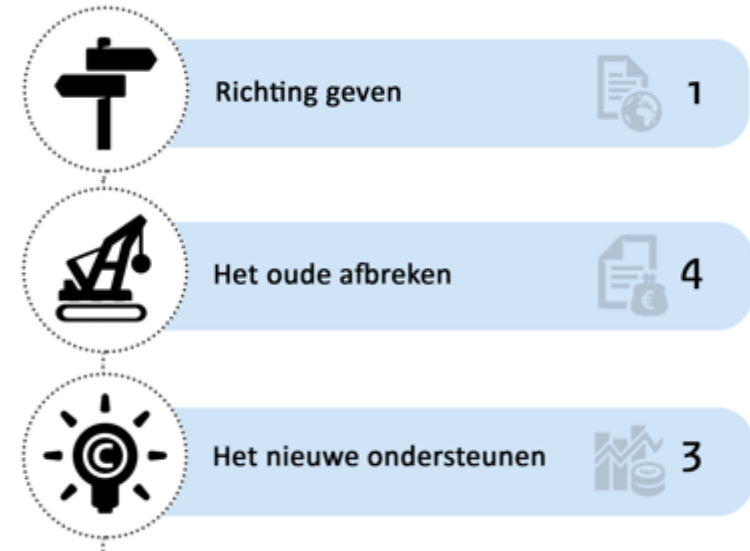 Richting geven 1
Het oude afbreken € 4
C
Het nieuwe ondersteunen 3